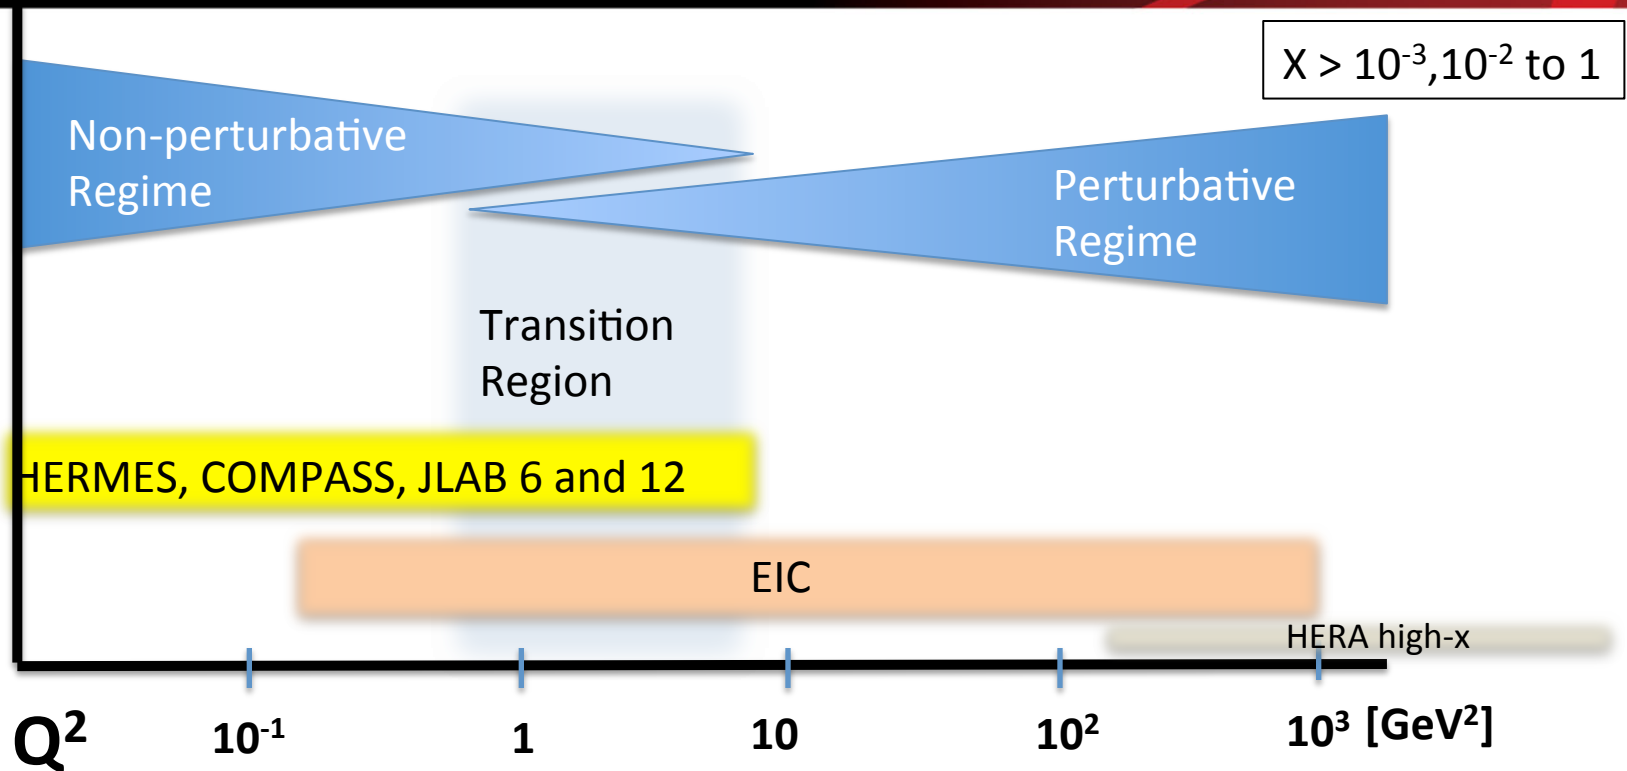 X > 10⁻³,10⁻² to 1
Non-perturbative
Regime
Perturbative
Regime
Transition
Region
HERMES, COMPASS, JLAB 6 and 12
EIC
HERA high-x
Q² 10⁻¹ 1 10 10² 10³ [GeV²]